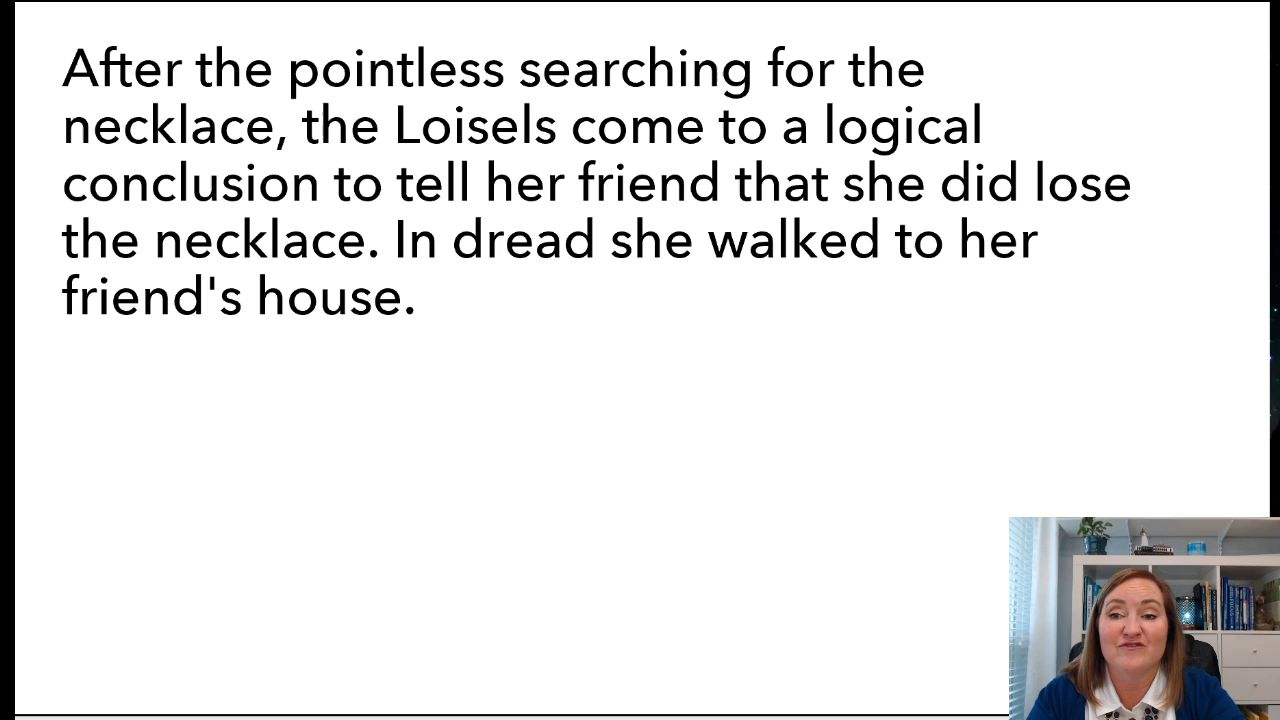 After the pointless searching for the
necklace, the Loisels come to a logical
conclusion to tell her friend that she did lose
the necklace. In dread she walked to her
friend's house.